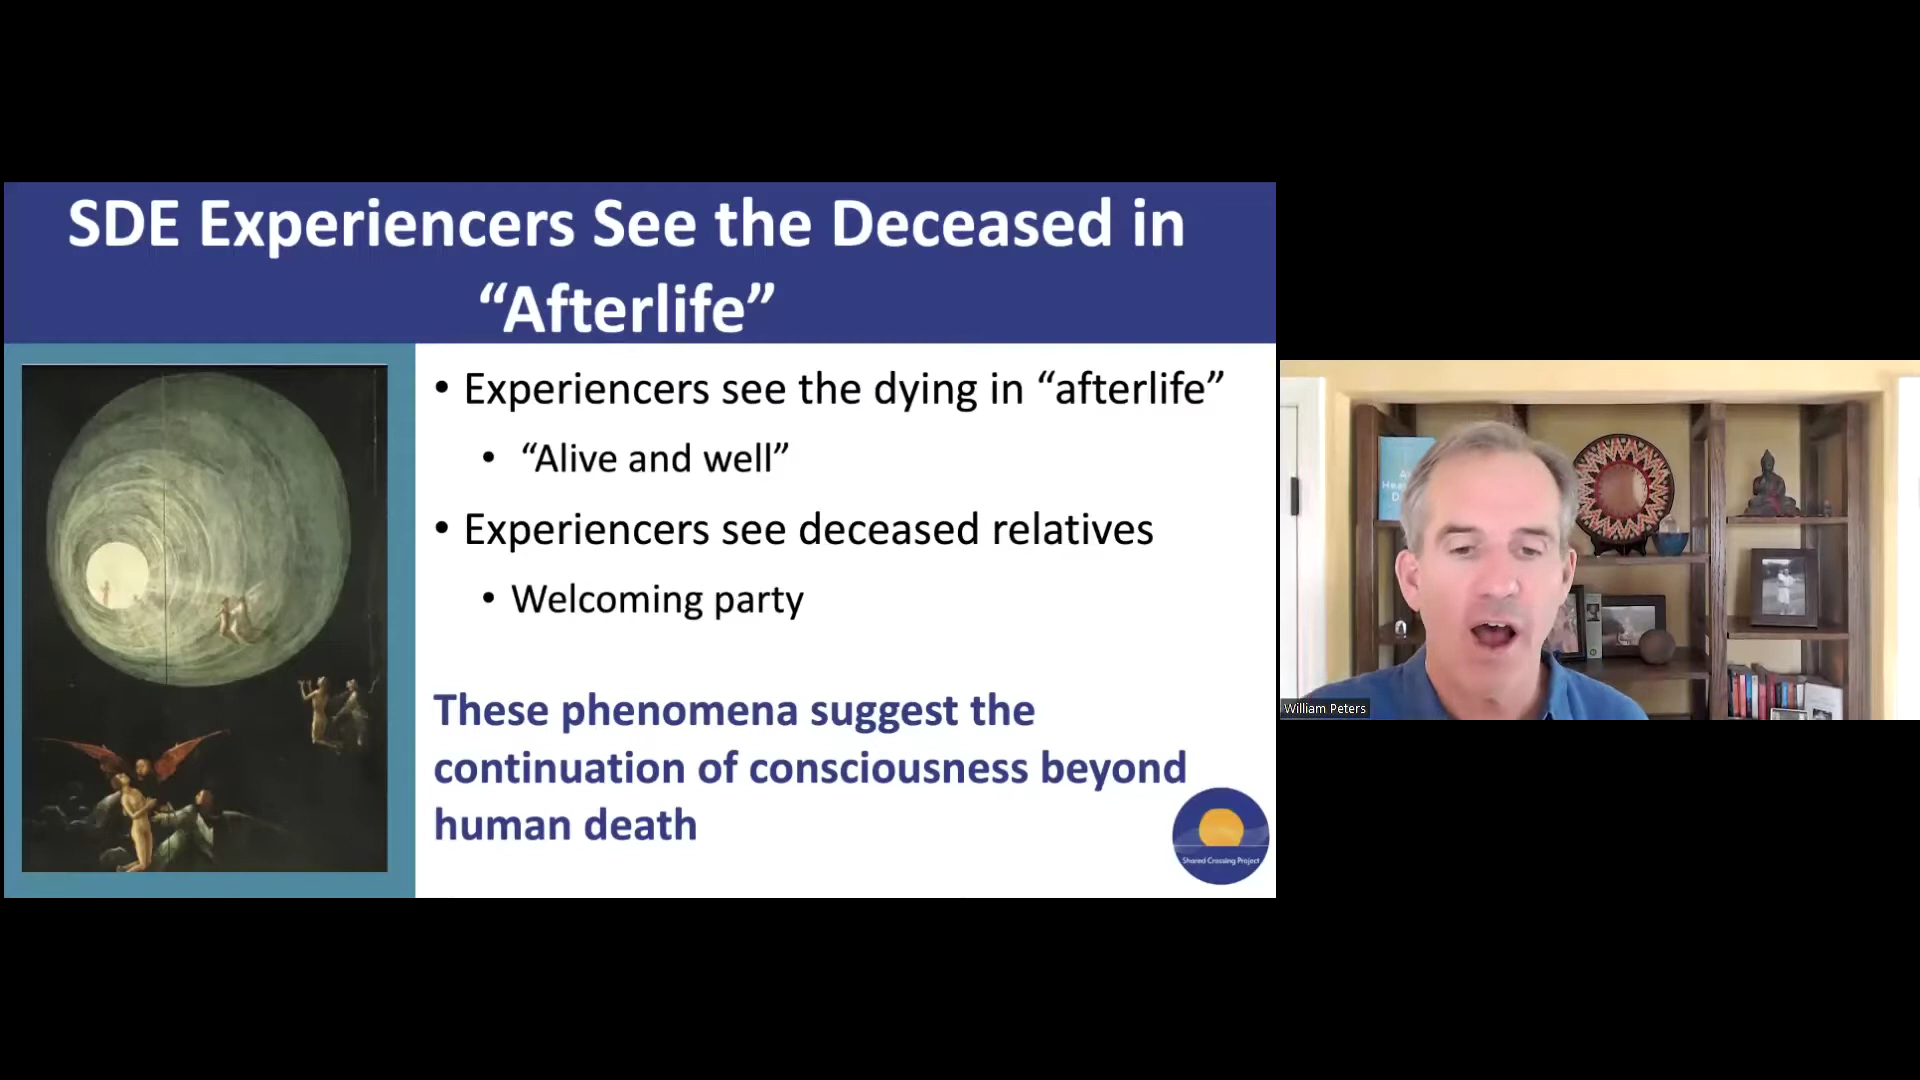 SDE Experiencers See the Deceased in
“Afterlife”
• Experiencers see the dying in “afterlife”
• “Alive and well”
• Experiencers see deceased relatives
• Welcoming party
These phenomena suggest the
continuation of consciousness beyond
human death
Shared Crossing Project
William Peters